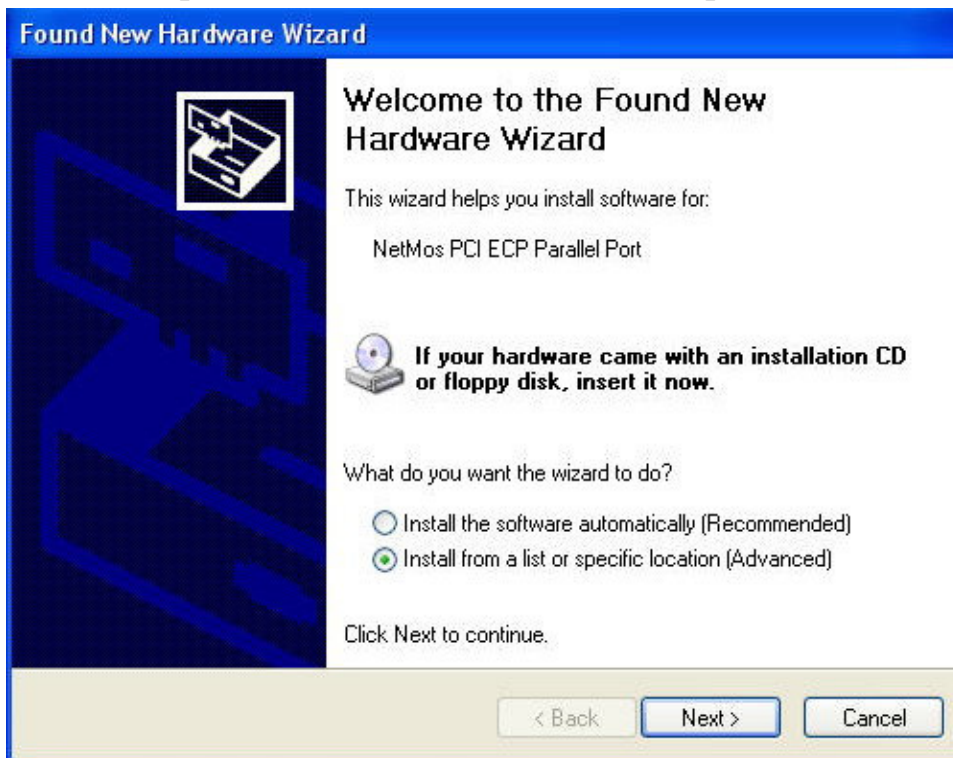 Found New Hardware Wizard
Welcome to the Found New
Hardware Wizard
This wizard helps you install software for:
NetMos PCI ECP Parallel Port
If your hardware came with an installation CD
or floppy disk, insert it now.
What do you want the wizard to do?
Install the software automatically (Recommended)
Install from a list or specific location (Advanced)
Click Next to continue.
< Back Next > Cancel